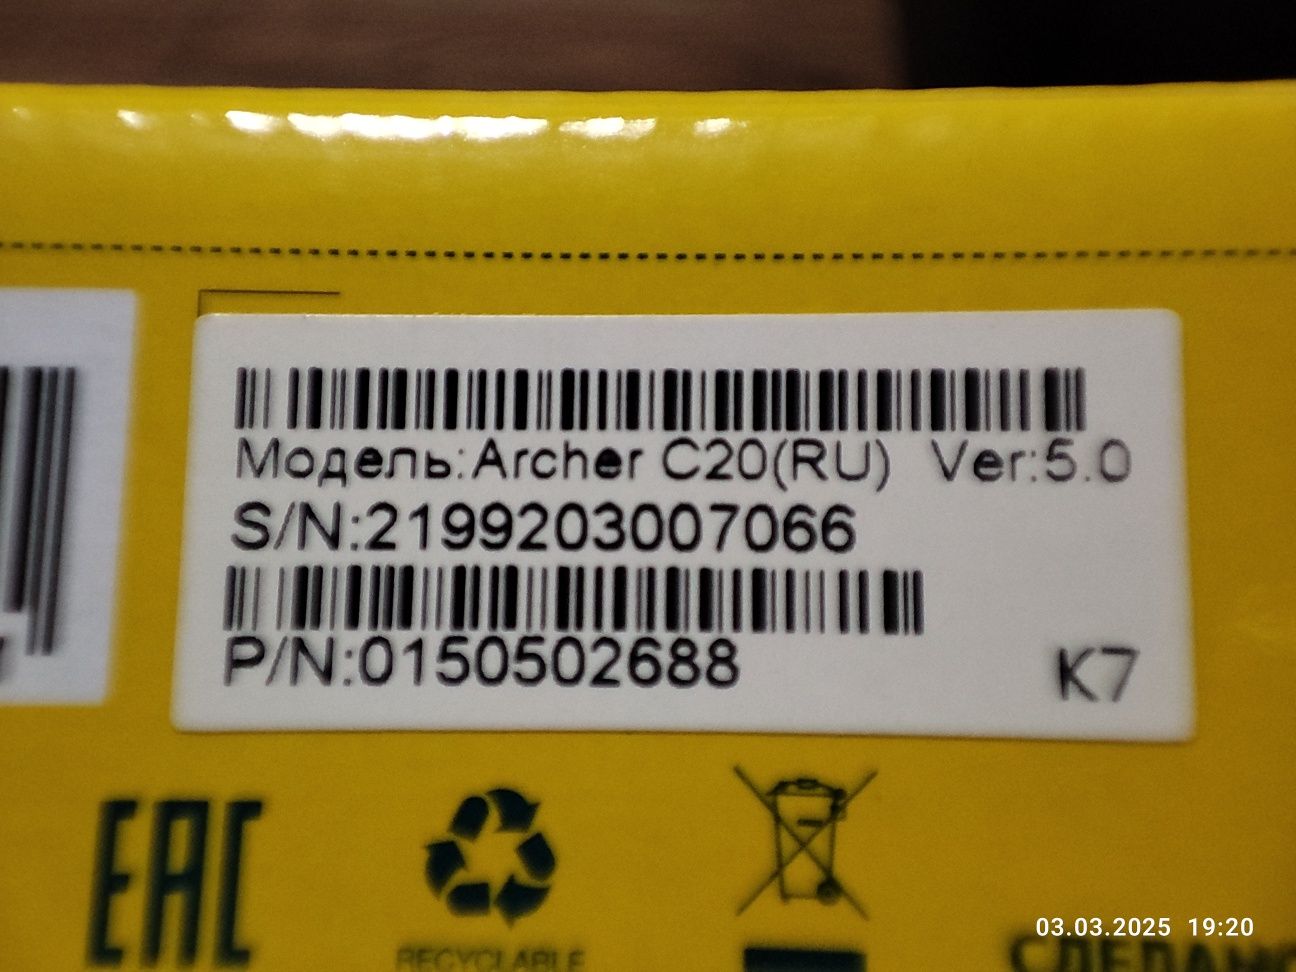 Модель:Archer C20(RU) Ver:5.0
S/N:2199203007066
P/N:0150502688
K7
EAC
RECYCLABLE
03.03.2025 19:20